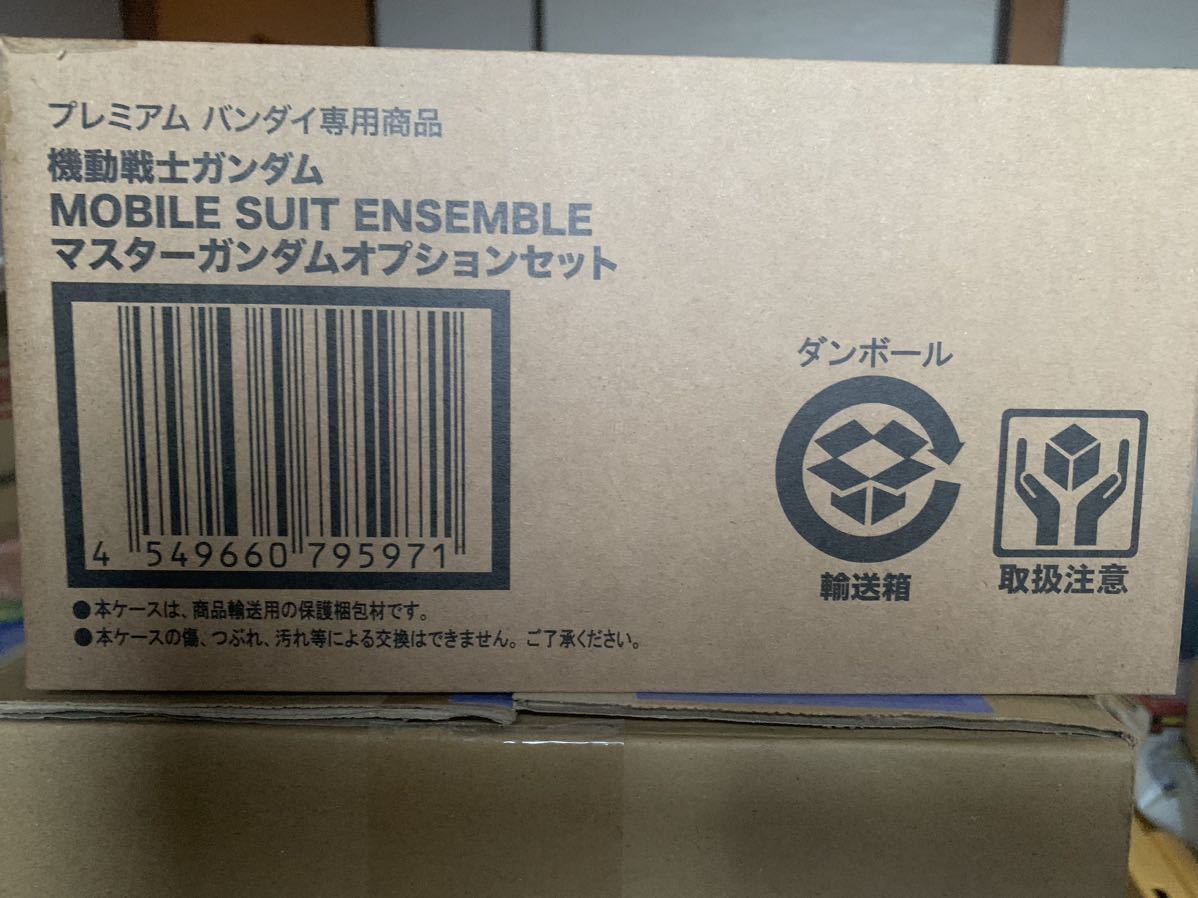 プレミアム バンダイ専用商品
機動戦士ガンダム
MOBILE SUIT ENSEMBLE
マスターガンダムオプションセット
4 549660 795971
●本ケースは、商品輸送用の保護梱包材です。
●本ケースの傷、つぶれ、汚れ等による交換はできません。ご了承ください。
ダンボール
輸送箱
取扱注意